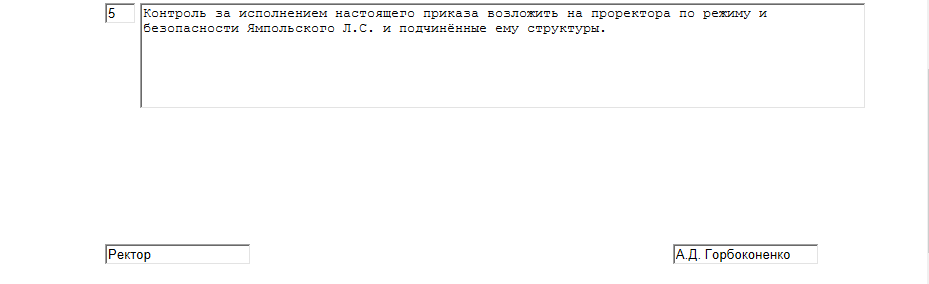 5
Контроль за исполнением настоящего приказа возложить на проректора по режиму и
безопасности Ямпольского Л.С. и подчинённые ему структуры.
Ректор
А.Д. Горбоконенко